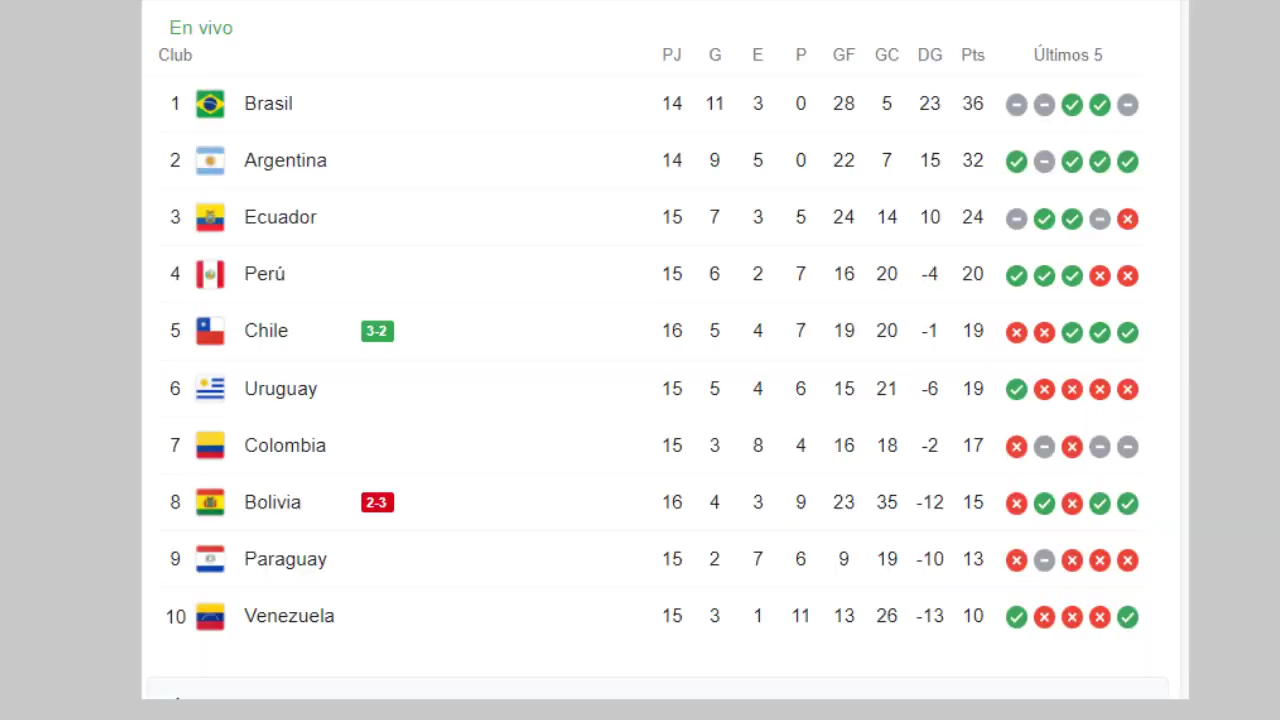 En vivo
Club PJ G E P GF GC DG Pts Últimos 5
1 Brasil 14 11 3 0 28 5 23 36
2 Argentina 14 9 5 0 22 7 15 32
3 Ecuador 15 7 3 5 24 14 10 24
4 Perú 15 6 2 7 16 20 -4 20
5 Chile 3-2 16 5 4 7 19 20 -1 19
6 Uruguay 15 5 4 6 15 21 -6 19
7 Colombia 15 3 8 4 16 18 -2 17
8 Bolivia 2-3 16 4 3 9 23 35 -12 15
9 Paraguay 15 2 7 6 9 19 -10 13
10 Venezuela 15 3 1 11 13 26 -13 10